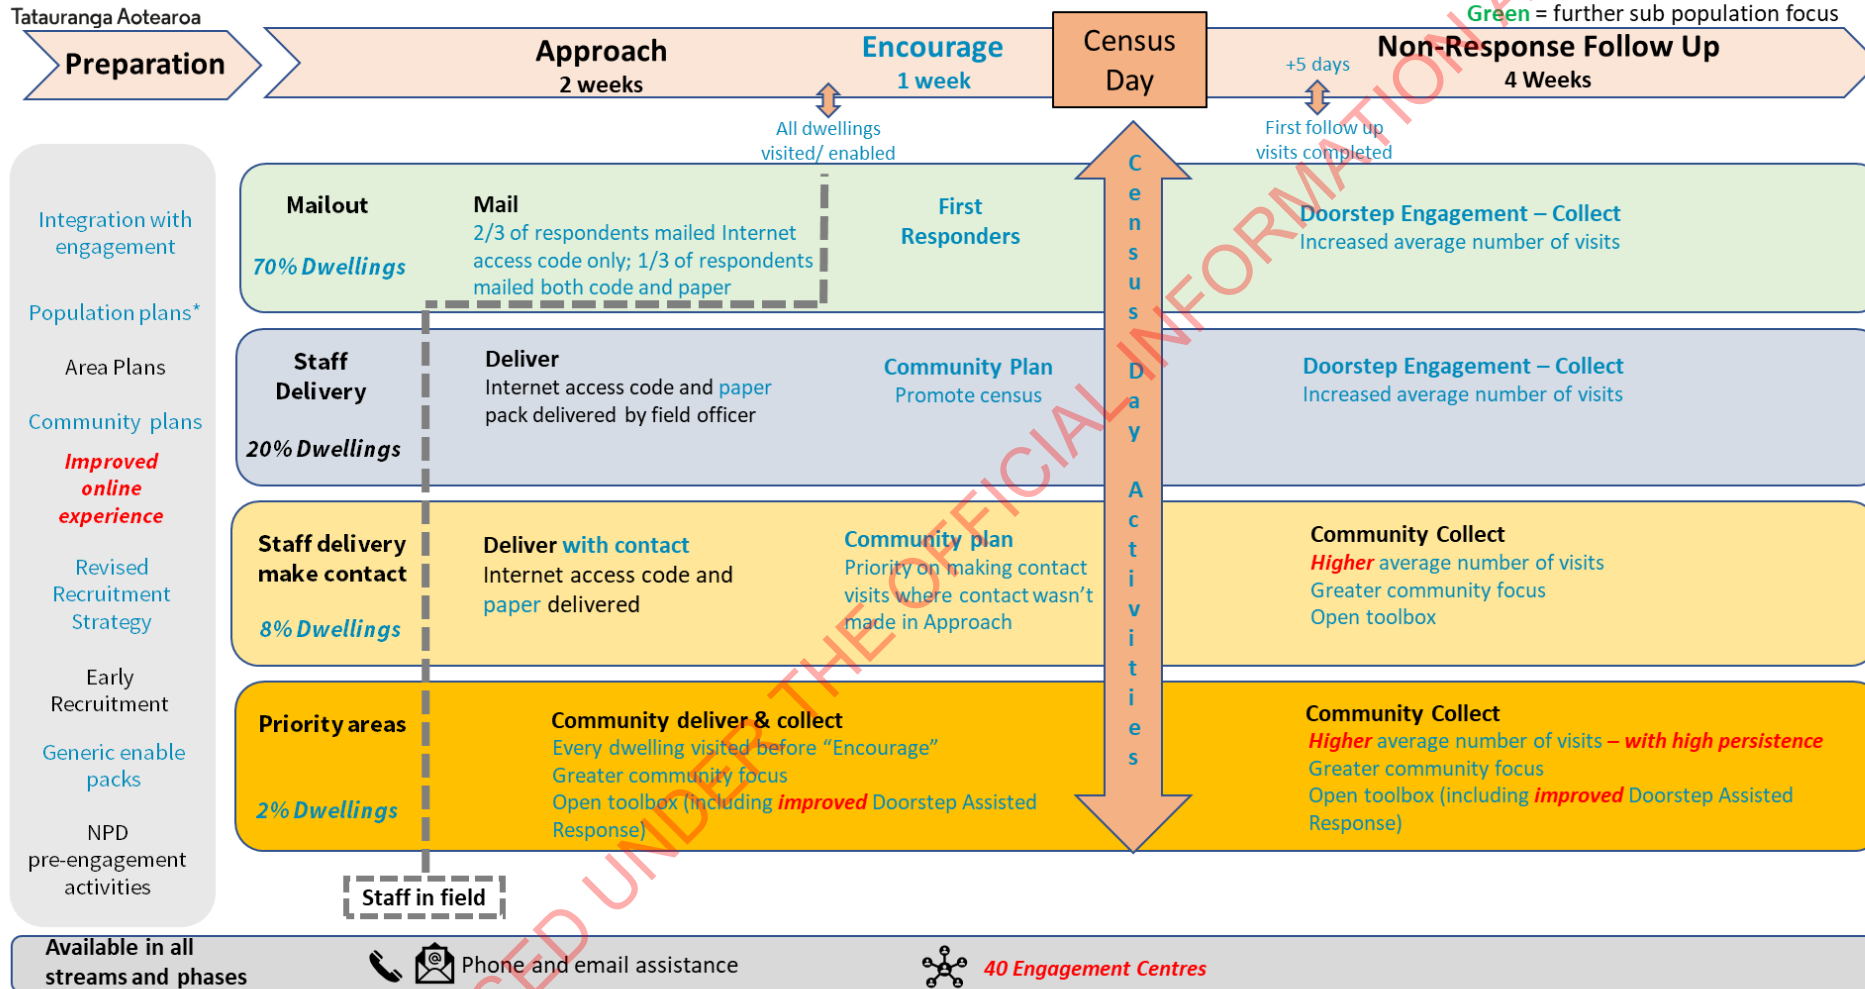 Tatauranga Aotearoa
Green = further sub population focus
Preparation
Approach
2 weeks
Encourage
1 week
Census
Day
Non-Response Follow Up
4 Weeks
+5 days
All dwellings
visited/ enabled
First follow up
visits completed
Integration with
engagement
Population plans*
Area Plans
Community plans
Improved
online
experience
Revised
Recruitment
Strategy
Early
Recruitment
Generic enable
packs
NPD
pre-engagement
activities
Mailout
70% Dwellings
Mail
2/3 of respondents mailed Internet
access code only; 1/3 of respondents
mailed both code and paper
First
Responders
Doorstep Engagement – Collect
Increased average number of visits
Staff
Delivery
20% Dwellings
Deliver
Internet access code and paper
pack delivered by field officer
Community Plan
Promote census
Doorstep Engagement – Collect
Increased average number of visits
Staff delivery
make contact
8% Dwellings
Deliver with contact
Internet access code and
paper delivered
Community plan
Priority on making contact
visits where contact wasn't
made in Approach
Community Collect
Higher average number of visits
Greater community focus
Open toolbox
Priority areas
2% Dwellings
Community deliver & collect
Every dwelling visited before "Encourage"
Greater community focus
Open toolbox (including improved Doorstep Assisted
Response)
Community Collect
Higher average number of visits – with high persistence
Greater community focus
Open toolbox (including improved Doorstep Assisted
Response)
Census Day Activities
Staff in field
Available in all
streams and phases
Phone and email assistance
40 Engagement Centres
UNDER THE OFFICIAL INFORMATION